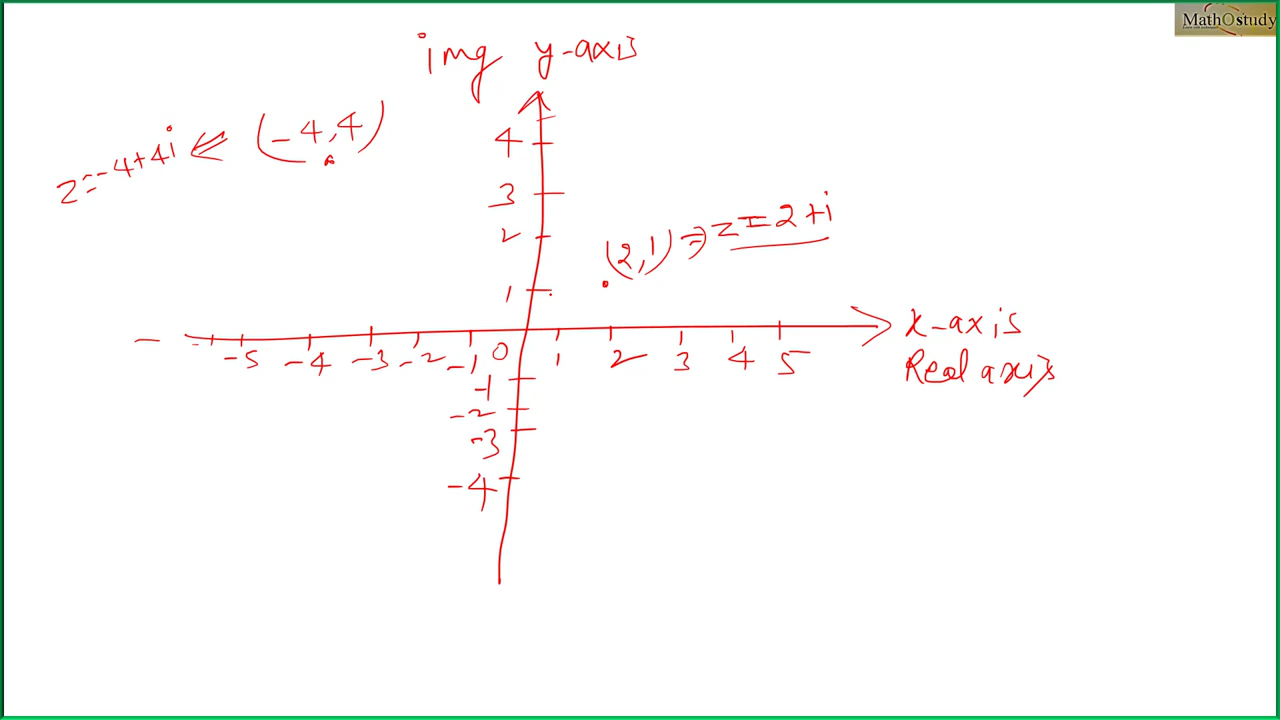 MathOstudy
img y-axis
z=-4+4i ⇐ (-4,4)
(2,1) ⇒ z=2+i
4
3
2
1
x-axis
Real axis
-
-5 -4 -3 -2 -1 0 1 2 3 4 5
-1
-2
-3
-4